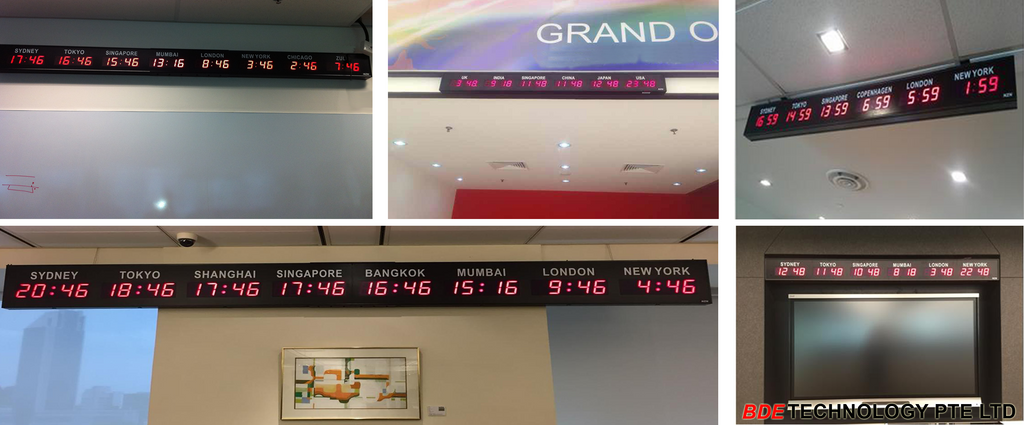 SYDNEY TOKYO SINGAPORE MUMBAI LONDON NEW YORK CHICAGO ZUL
17:46 16:46 15:46 13:16 8:46 3:46 2:46 7:46
GRAND O
UK INDIA SINGAPORE CHINA JAPAN USA
3 48 9 18 11 48 11 48 12 48 23 48
SYDNEY TOKYO SINGAPORE COPENHAGEN LONDON NEW YORK
16 59 14 59 13 59 6 59 5 59 1:59
SYDNEY TOKYO SHANGHAI SINGAPORE BANGKOK MUMBAI LONDON NEW YORK
20:46 18:46 17:46 17:46 16:46 15:16 9:46 4:46
SYDNEY TOKYO SINGAPORE MUMBAI LONDON NEW YORK
12 48 11 48 10 48 8 18 3 48 22 48
BDE TECHNOLOGY PTE LTD